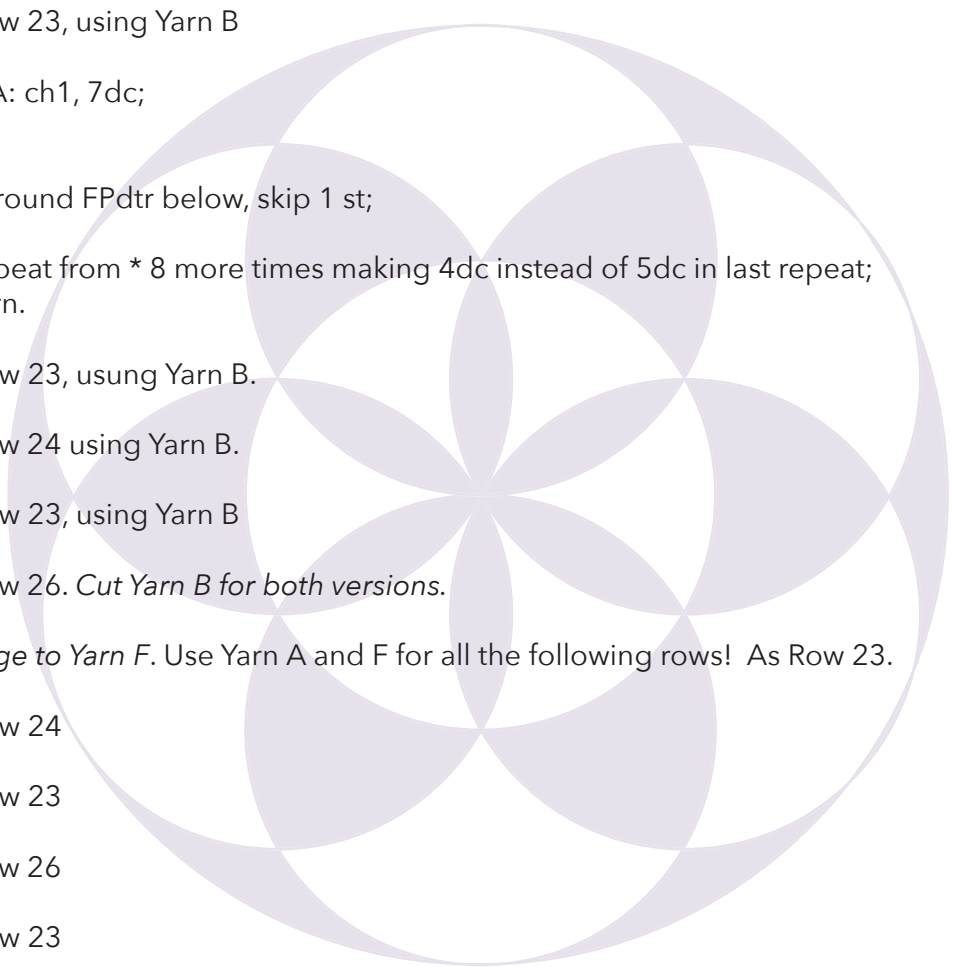 w 23, using Yarn B
A: ch1, 7dc;
round FPdtr below, skip 1 st;
peat from * 8 more times making 4dc instead of 5dc in last repeat;
rn.
w 23, usung Yarn B.
w 24 using Yarn B.
w 23, using Yarn B
w 26. Cut Yarn B for both versions.
ge to Yarn F. Use Yarn A and F for all the following rows!  As Row 23.
w 24
w 23
w 26
w 23